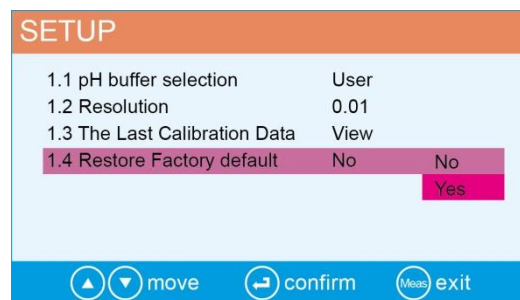 SETUP
1.1 pH buffer selection User
1.2 Resolution 0.01
1.3 The Last Calibration Data View
1.4 Restore Factory default No No
Yes
move confirm Meas exit